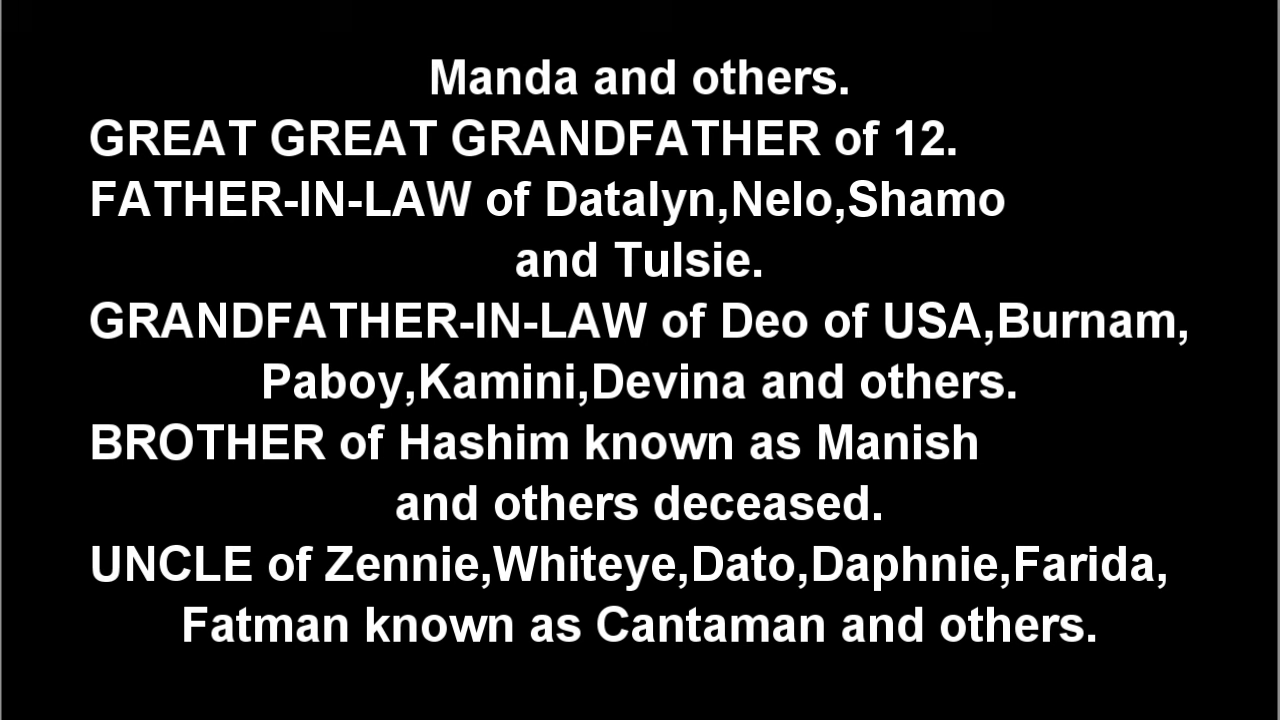 Manda and others.
GREAT GREAT GRANDFATHER of 12.
FATHER-IN-LAW of Datalyn,Nelo,Shamo
and Tulsie.
GRANDFATHER-IN-LAW of Deo of USA,Burnam,
Paboy,Kamini,Devina and others.
BROTHER of Hashim known as Manish
and others deceased.
UNCLE of Zennie,Whiteye,Dato,Daphnie,Farida,
Fatman known as Cantaman and others.